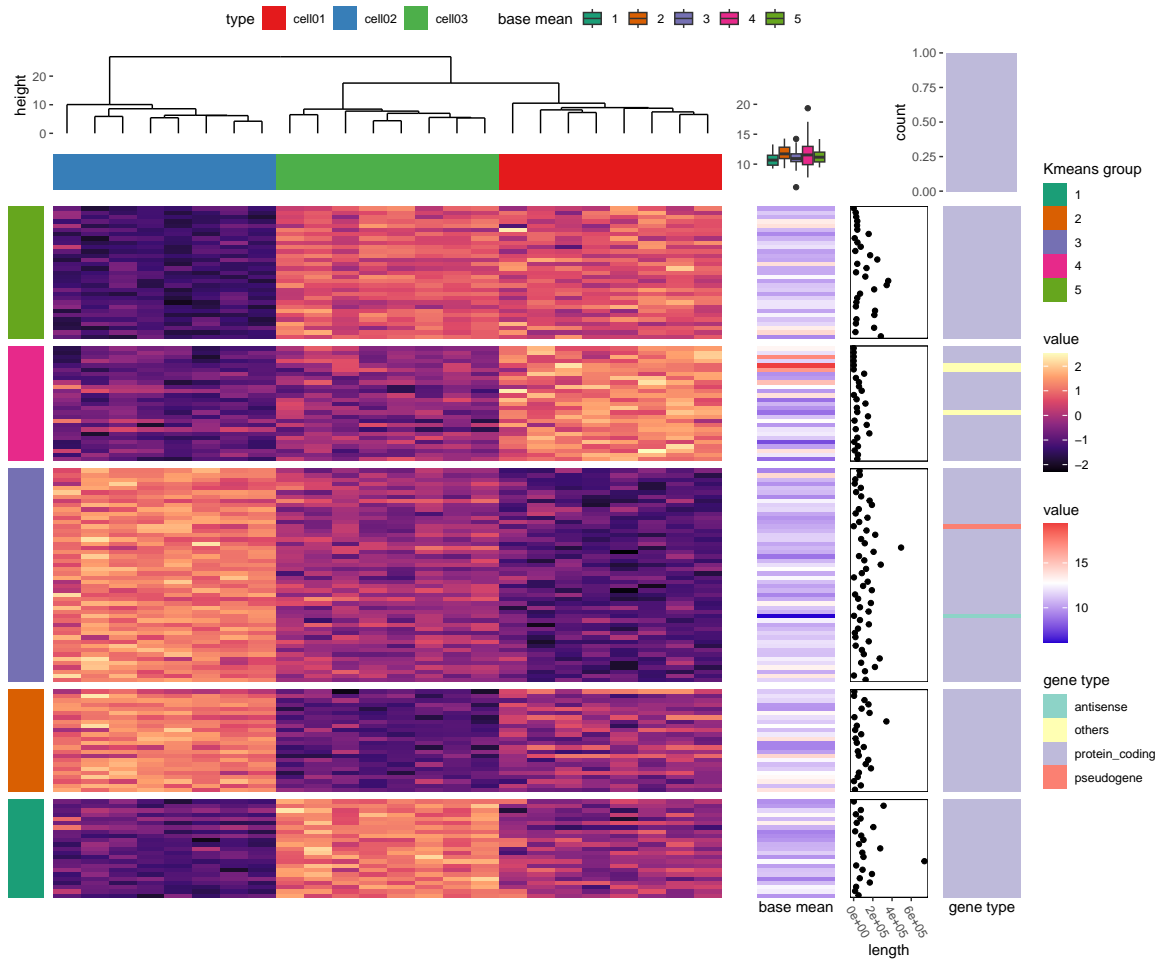 type cell01 cell02 cell03 base mean 1 2 3 4 5
height
20
10
0
20
15
10
count
1.00
0.75
0.50
0.25
0.00
Kmeans group
1
2
3
4
5
value
2
1
0
−1
−2
value
15
10
gene type
antisense
others
protein_coding
pseudogene
base mean
0e+00
2e+05
4e+05
6e+05
length
gene type